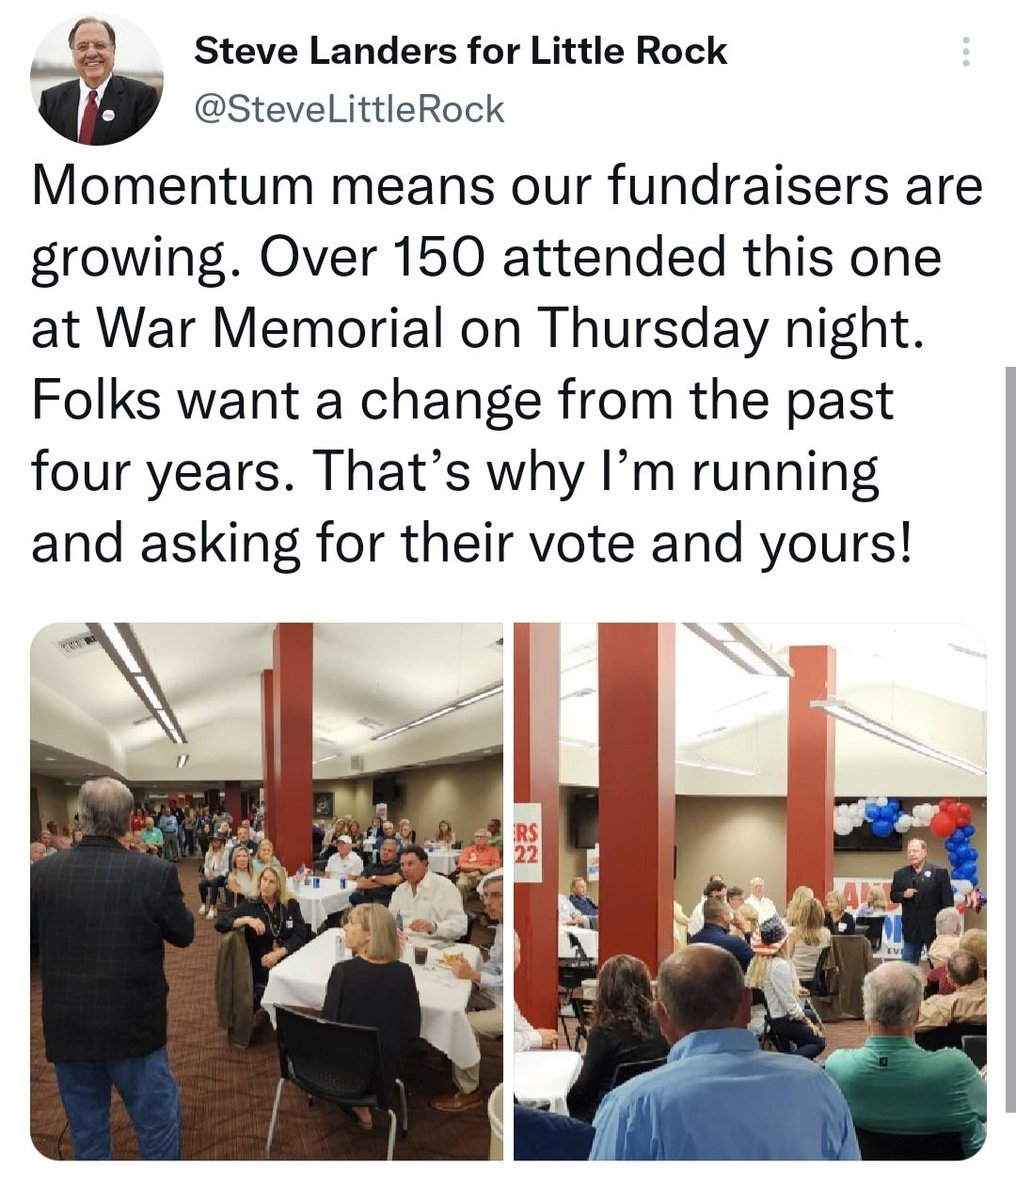 Steve Landers for Little Rock
@SteveLittleRock
Momentum means our fundraisers are
growing. Over 150 attended this one
at War Memorial on Thursday night.
Folks want a change from the past
four years. That’s why I’m running
and asking for their vote and yours!
ERS
22